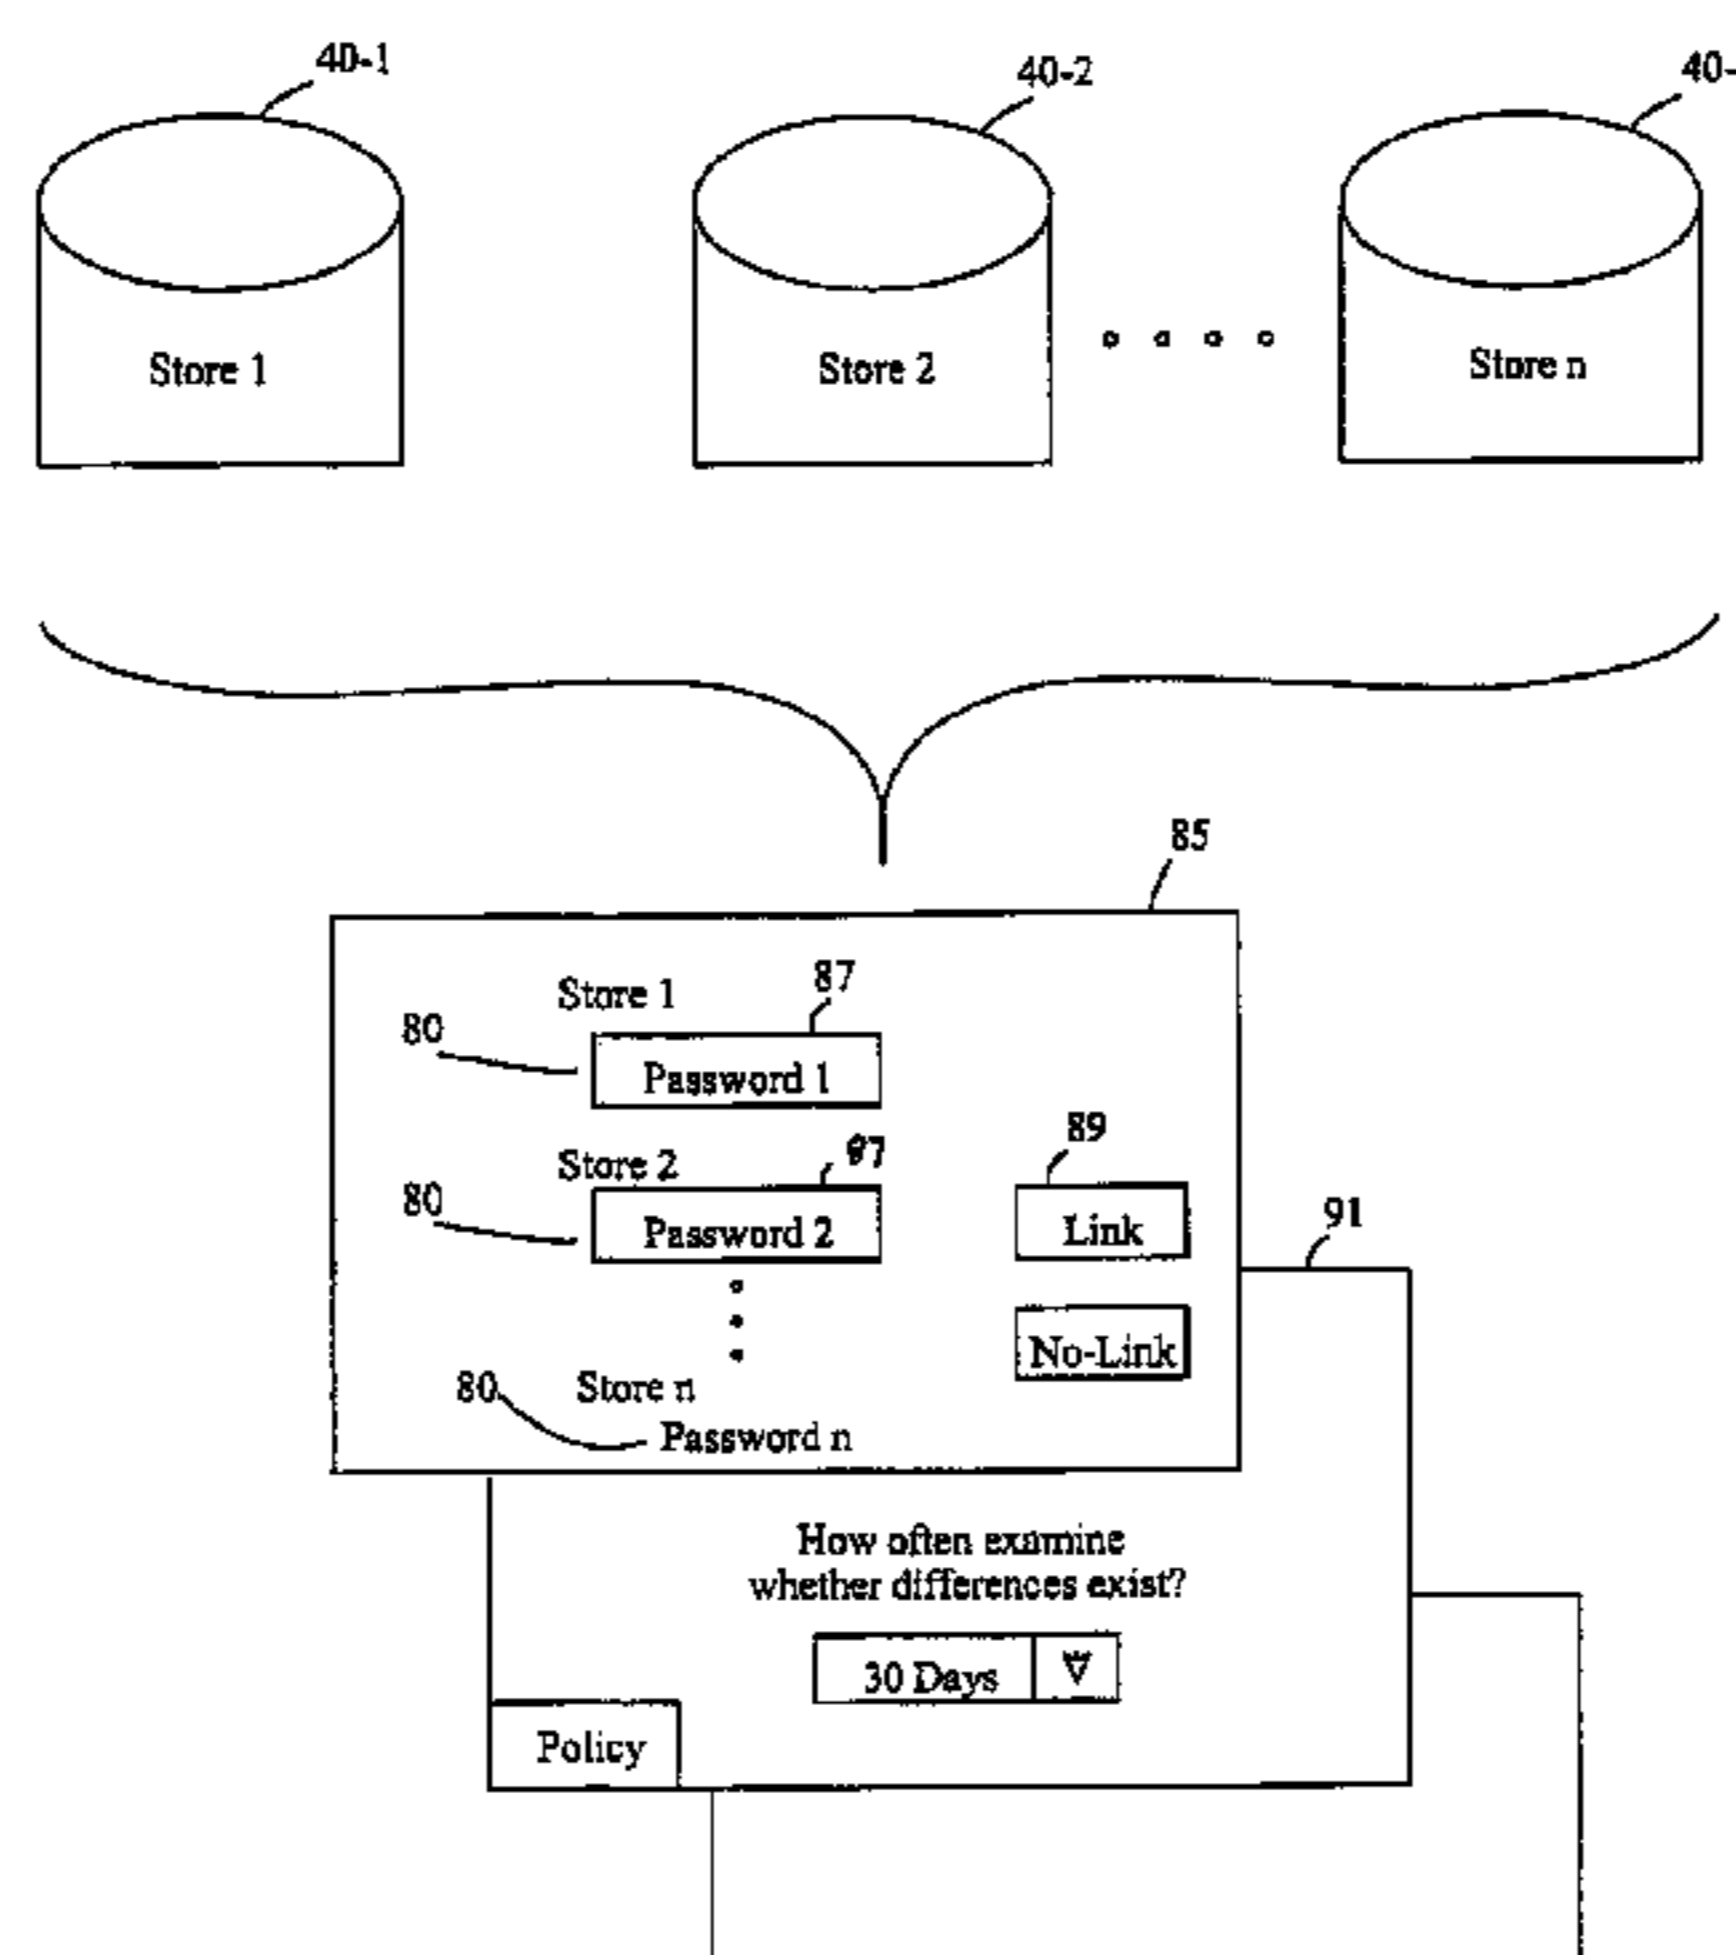 40-1
40-2
40-
Store 1
Store 2
Store n
85
Store 1
87
80
Password 1
89
Store 2
80
Password 2
Link
91
No-Link
80
Store n
Password n
How often examine
whether differences exist?
30 Days
Policy